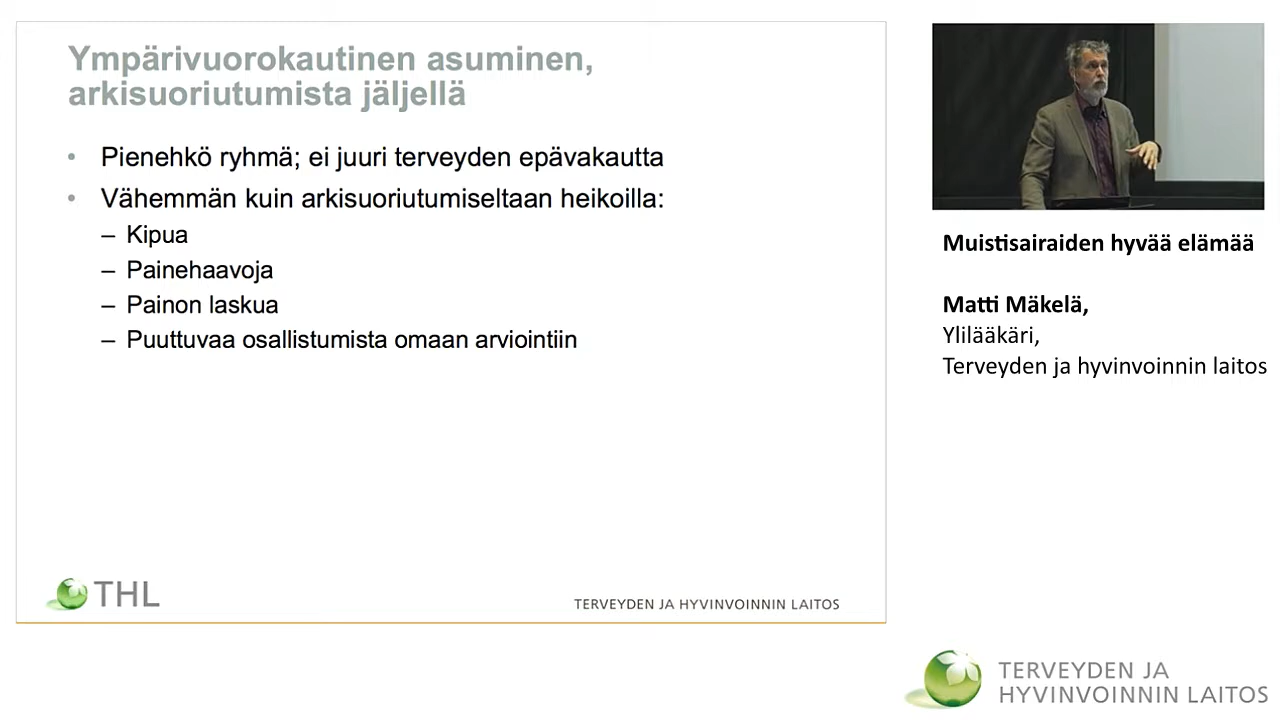 Ympärivuorokautinen asuminen,
arkisuoriutumista jäljellä
• Pienehkö ryhmä; ei juuri terveyden epävakautta
• Vähemmän kuin arkisuoriutumiseltaan heikoilla:
– Kipua
– Painehaavoja
– Painon laskua
– Puuttuvaa osallistumista omaan arviointiin
THL
TERVEYDEN JA HYVINVOINNIN LAITOS
Muistisairaiden hyvää elämää
Matti Mäkelä,
Ylilääkäri,
Terveyden ja hyvinvoinnin laitos
TERVEYDEN JA
HYVINVOINNIN LAITOS